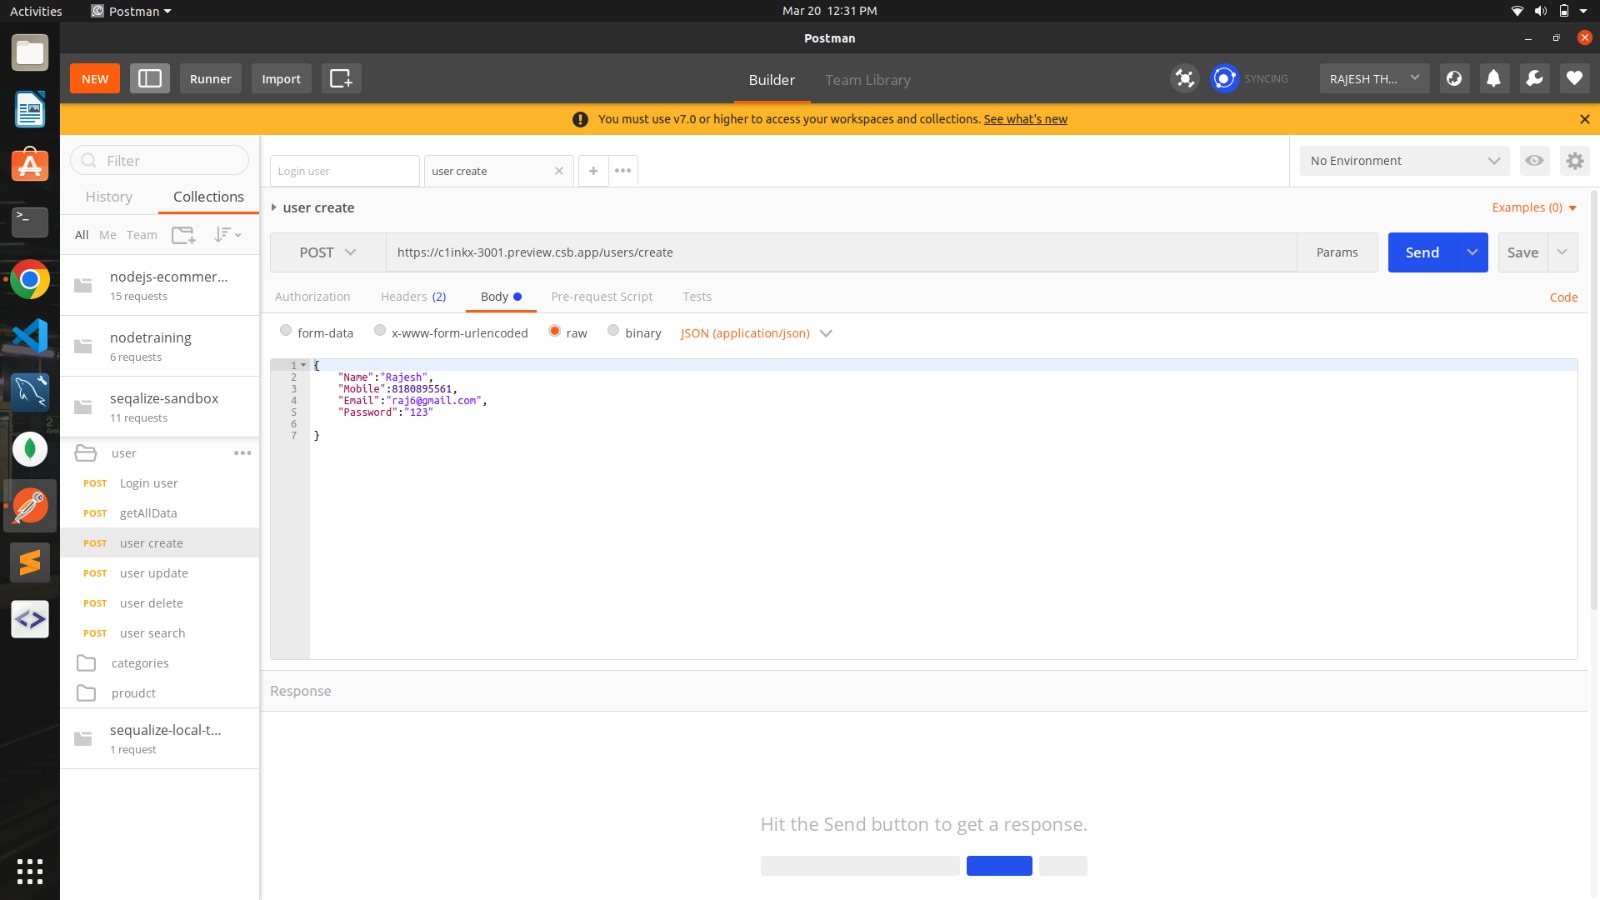 Activities
Postman
Mar 20 12:31 PM
Postman
NEW
Runner
Import
Builder
Team Library
SYNCING
RAJESH TH...
You must use v7.0 or higher to access your workspaces and collections. See what's new
Filter
History
Collections
All Me Team
nodejs-ecommer...
15 requests
nodetraining
6 requests
seqalize-sandbox
11 requests
user
POST Login user
POST getAllData
POST user create
POST user update
POST user delete
POST user search
categories
proudct
sequalize-local-t...
1 request
Login user
user create
No Environment
user create
Examples (0)
POST
https://c1inkx-3001.preview.csb.app/users/create
Params
Send
Save
Authorization
Headers (2)
Body
Pre-request Script
Tests
Code
form-data
x-www-form-urlencoded
raw
binary
JSON (application/json)
1 {
2 "Name":"Rajesh",
3 "Mobile":8180895561,
4 "Email":"raj6@gmail.com",
5 "Password":"123"
6
7 }
Response
Hit the Send button to get a response.